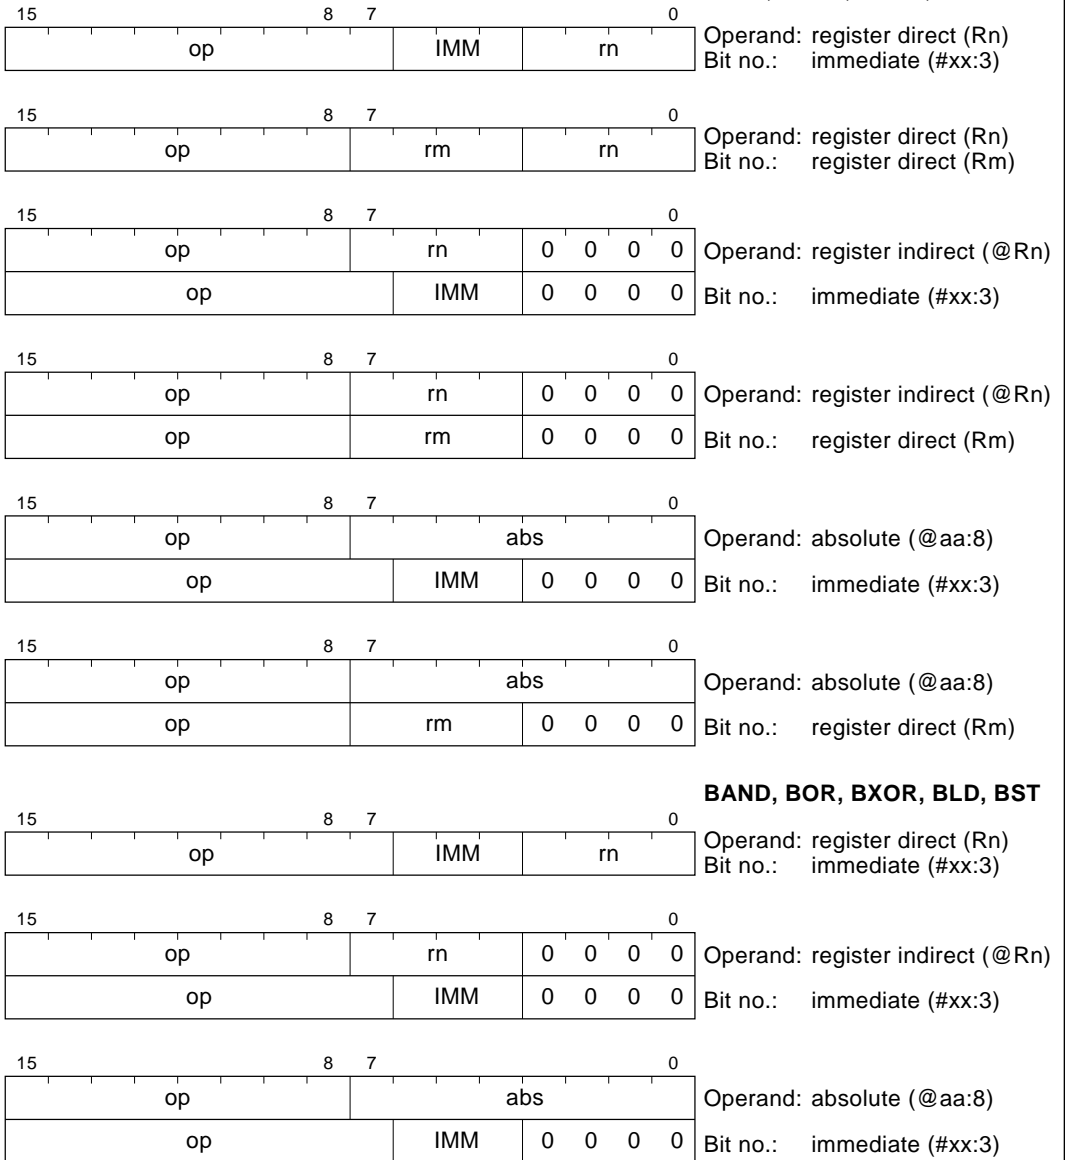 15 8 7 0
op IMM rn Operand: register direct (Rn)
Bit no.: immediate (#xx:3)
15 8 7 0
op rm rn Operand: register direct (Rn)
Bit no.: register direct (Rm)
15 8 7 0
op rn 0 0 0 0 Operand: register indirect (@Rn)
op IMM 0 0 0 0 Bit no.: immediate (#xx:3)
15 8 7 0
op rn 0 0 0 0 Operand: register indirect (@Rn)
op rm 0 0 0 0 Bit no.: register direct (Rm)
15 8 7 0
op abs Operand: absolute (@aa:8)
op IMM 0 0 0 0 Bit no.: immediate (#xx:3)
15 8 7 0
op abs Operand: absolute (@aa:8)
op rm 0 0 0 0 Bit no.: register direct (Rm)
BAND, BOR, BXOR, BLD, BST
15 8 7 0
op IMM rn Operand: register direct (Rn)
Bit no.: immediate (#xx:3)
15 8 7 0
op rn 0 0 0 0 Operand: register indirect (@Rn)
op IMM 0 0 0 0 Bit no.: immediate (#xx:3)
15 8 7 0
op abs Operand: absolute (@aa:8)
op IMM 0 0 0 0 Bit no.: immediate (#xx:3)